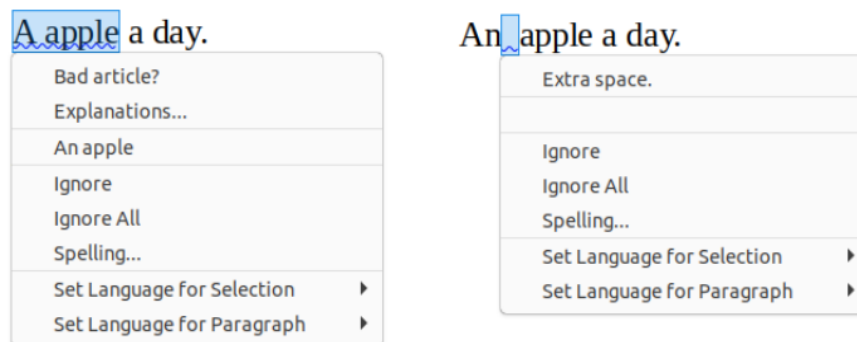 A apple a day.
Bad article?
Explanations...
An apple
Ignore
Ignore All
Spelling...
Set Language for Selection
Set Language for Paragraph
An  apple a day.
Extra space.
Ignore
Ignore All
Spelling...
Set Language for Selection
Set Language for Paragraph